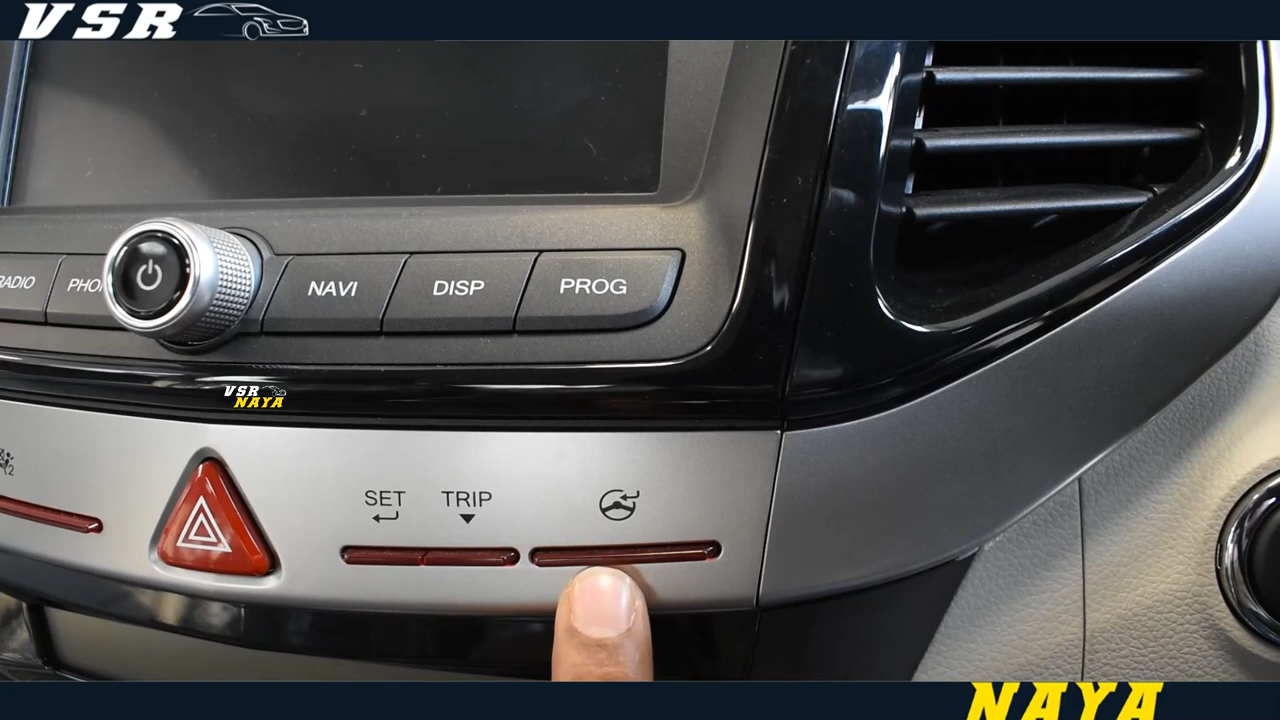 VSR
RADIO
NAVI
DISP
PROG
VSR
NAYA
SET
TRIP
NAYA